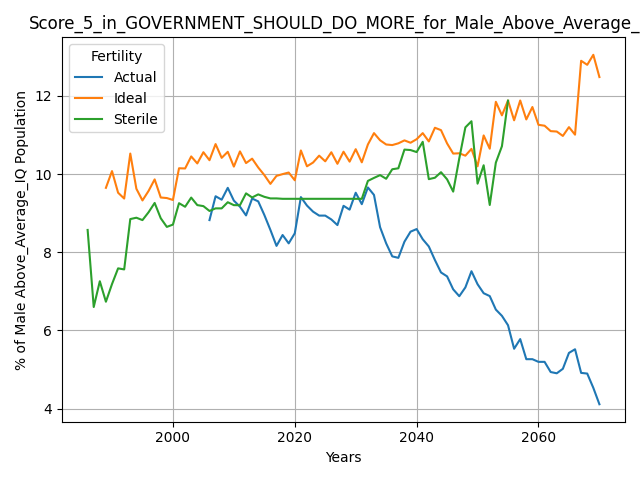 Score_5_in_GOVERNMENT_SHOULD_DO_MORE_for_Male_Above_Average_
Fertility
Actual
Ideal
Sterile
% of Male Above_Average_IQ Population
12
10
8
6
4
2000
2020
2040
2060
Years